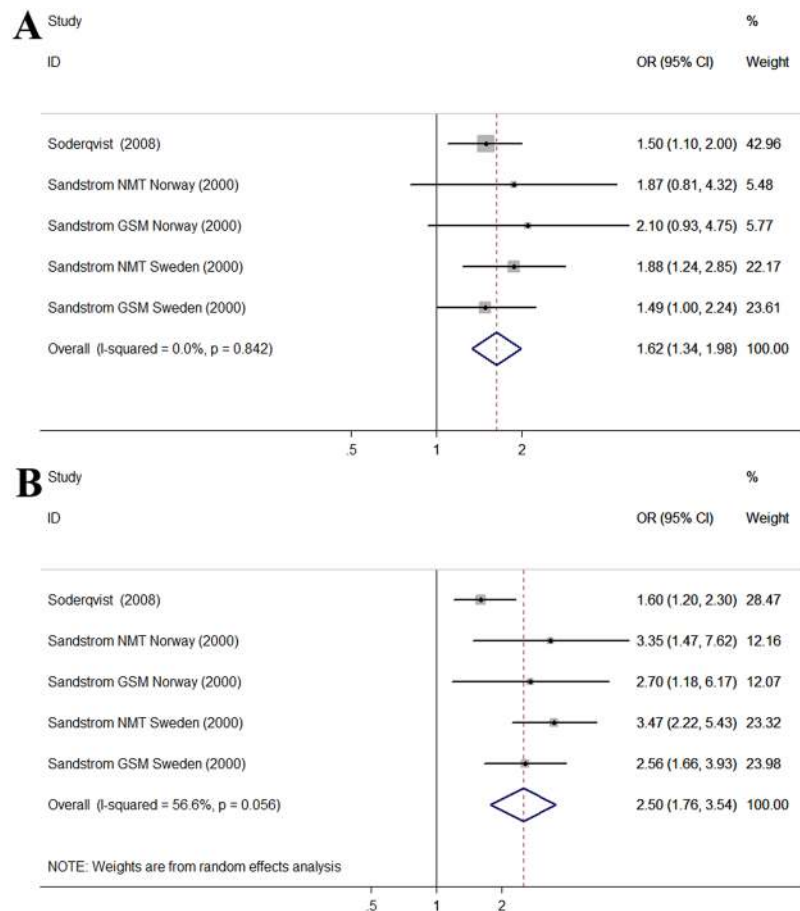 A Study %
ID OR (95% CI) Weight
Soderqvist (2008) 1.50 (1.10, 2.00) 42.96
Sandstrom NMT Norway (2000) 1.87 (0.81, 4.32) 5.48
Sandstrom GSM Norway (2000) 2.10 (0.93, 4.75) 5.77
Sandstrom NMT Sweden (2000) 1.88 (1.24, 2.85) 22.17
Sandstrom GSM Sweden (2000) 1.49 (1.00, 2.24) 23.61
Overall (I-squared = 0.0%, p = 0.842) 1.62 (1.34, 1.98) 100.00
.5 1 2
B Study %
ID OR (95% CI) Weight
Soderqvist (2008) 1.60 (1.20, 2.30) 28.47
Sandstrom NMT Norway (2000) 3.35 (1.47, 7.62) 12.16
Sandstrom GSM Norway (2000) 2.70 (1.18, 6.17) 12.07
Sandstrom NMT Sweden (2000) 3.47 (2.22, 5.43) 23.32
Sandstrom GSM Sweden (2000) 2.56 (1.66, 3.93) 23.98
Overall (I-squared = 56.6%, p = 0.056) 2.50 (1.76, 3.54) 100.00
NOTE: Weights are from random effects analysis
.5 1 2